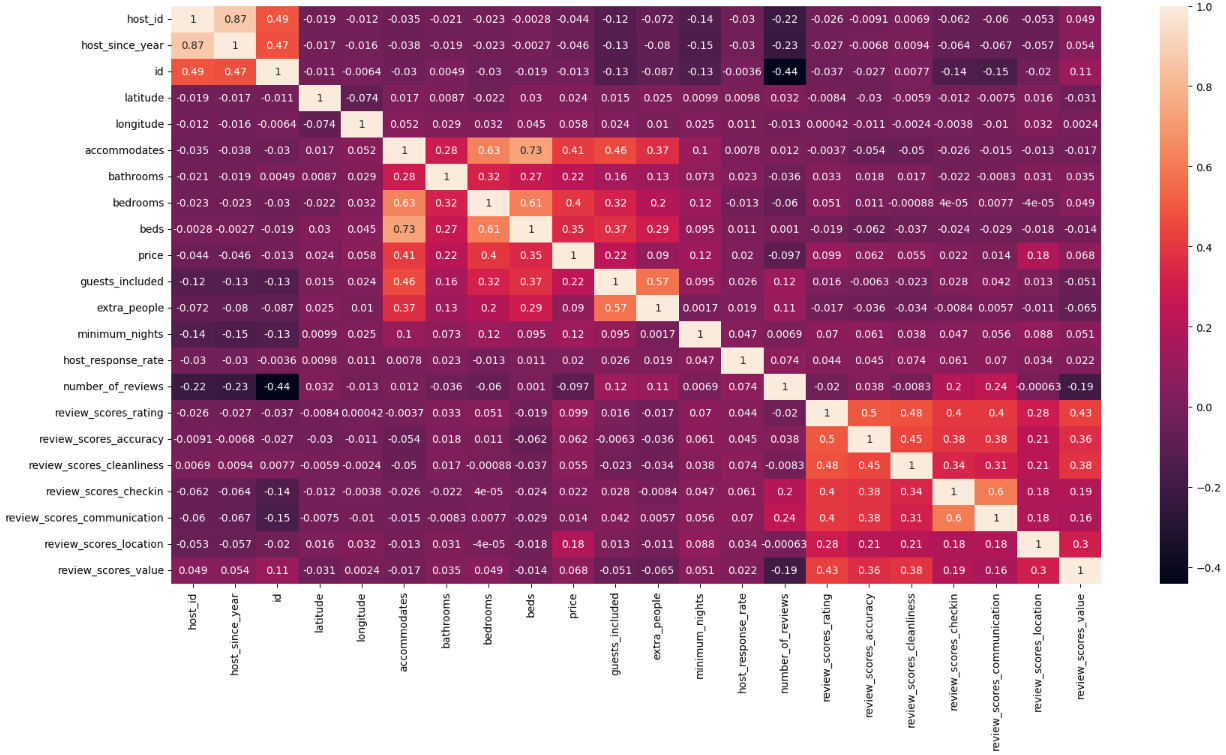 host_id 1 0.87 0.49 -0.019 -0.012 -0.035 -0.021 -0.023 -0.0028 -0.044 -0.12 -0.072 -0.14 -0.03 -0.22 -0.026 -0.0091 0.0069 -0.062 -0.06 -0.053 0.049
host_since_year 0.87 1 0.47 -0.017 -0.016 -0.038 -0.019 -0.023 -0.0027 -0.046 -0.13 -0.08 -0.15 -0.03 -0.23 -0.027 -0.0068 0.0094 -0.064 -0.067 -0.057 0.054
id 0.49 0.47 1 -0.011 -0.0064 -0.03 0.0049 -0.03 -0.019 -0.013 -0.13 -0.087 -0.13 -0.0036 -0.44 -0.037 -0.027 0.0077 -0.14 -0.15 -0.02 0.11
latitude -0.019 -0.017 -0.011 1 -0.074 0.017 0.0087 -0.022 0.03 0.024 0.015 0.025 0.0099 0.0098 0.032 -0.0084 -0.03 -0.0059 -0.012 -0.0075 0.016 -0.031
longitude -0.012 -0.016 -0.0064 -0.074 1 0.052 0.029 0.032 0.045 0.058 0.024 0.01 0.025 0.011 -0.013 0.00042 -0.011 -0.0024 -0.0038 -0.01 0.032 0.0024
accommodates -0.035 -0.038 -0.03 0.017 0.052 1 0.28 0.63 0.73 0.41 0.46 0.37 0.1 0.0078 0.012 -0.0037 -0.054 -0.05 -0.026 -0.015 -0.013 -0.017
bathrooms -0.021 -0.019 0.0049 0.0087 0.029 0.28 1 0.32 0.27 0.22 0.16 0.13 0.073 0.023 -0.036 0.033 0.018 0.017 -0.022 -0.0083 0.031 0.035
bedrooms -0.023 -0.023 -0.03 -0.022 0.032 0.63 0.32 1 0.61 0.4 0.32 0.2 0.12 -0.013 -0.06 0.051 0.011 -0.00088 4e-05 0.0077 -4e-05 0.049
beds -0.0028 -0.0027 -0.019 0.03 0.045 0.73 0.27 0.61 1 0.35 0.37 0.29 0.095 0.011 0.001 -0.019 -0.062 -0.037 -0.024 -0.029 -0.018 -0.014
price -0.044 -0.046 -0.013 0.024 0.058 0.41 0.22 0.4 0.35 1 0.22 0.09 0.12 0.02 -0.097 0.099 0.062 0.055 0.022 0.014 0.18 0.068
guests_included -0.12 -0.13 -0.13 0.015 0.024 0.46 0.16 0.32 0.37 0.22 1 0.57 0.095 0.026 0.12 0.016 -0.0063 -0.023 0.028 0.042 0.013 -0.051
extra_people -0.072 -0.08 -0.087 0.025 0.01 0.37 0.13 0.2 0.29 0.09 0.57 1 0.0017 0.019 0.11 -0.017 -0.036 -0.034 -0.0084 0.0057 -0.011 -0.065
minimum_nights -0.14 -0.15 -0.13 0.0099 0.025 0.1 0.073 0.12 0.095 0.12 0.095 0.0017 1 0.047 0.0069 0.07 0.061 0.038 0.047 0.056 0.088 0.051
host_response_rate -0.03 -0.03 -0.0036 0.0098 0.011 0.0078 0.023 -0.013 0.011 0.02 0.026 0.019 0.047 1 0.074 0.044 0.045 0.074 0.061 0.07 0.034 0.022
number_of_reviews -0.22 -0.23 -0.44 0.032 -0.013 0.012 -0.036 -0.06 0.001 -0.097 0.12 0.11 0.0069 0.074 1 -0.02 0.038 -0.0083 0.2 0.24 -0.00063 -0.19
review_scores_rating -0.026 -0.027 -0.037 -0.0084 0.00042 -0.0037 0.033 0.051 -0.019 0.099 0.016 -0.017 0.07 0.044 -0.02 1 0.5 0.48 0.4 0.4 0.28 0.43
review_scores_accuracy -0.0091 -0.0068 -0.027 -0.03 -0.011 -0.054 0.018 0.011 -0.062 0.062 -0.0063 -0.036 0.061 0.045 0.038 0.5 1 0.45 0.38 0.38 0.21 0.36
review_scores_cleanliness 0.0069 0.0094 0.0077 -0.0059 -0.0024 -0.05 0.017 -0.00088 -0.037 0.055 -0.023 -0.034 0.038 0.074 -0.0083 0.48 0.45 1 0.34 0.31 0.21 0.38
review_scores_checkin -0.062 -0.064 -0.14 -0.012 -0.0038 -0.026 -0.022 4e-05 -0.024 0.022 0.028 -0.0084 0.047 0.061 0.2 0.4 0.38 0.34 1 0.6 0.18 0.19
review_scores_communication -0.06 -0.067 -0.15 -0.0075 -0.01 -0.015 -0.0083 0.0077 -0.029 0.014 0.042 0.0057 0.056 0.07 0.24 0.4 0.38 0.31 0.6 1 0.18 0.16
review_scores_location -0.053 -0.057 -0.02 0.016 0.032 -0.013 0.031 -4e-05 -0.018 0.18 0.013 -0.011 0.088 0.034 -0.00063 0.28 0.21 0.21 0.18 0.18 1 0.3
review_scores_value 0.049 0.054 0.11 -0.031 0.0024 -0.017 0.035 0.049 -0.014 0.068 -0.051 -0.065 0.051 0.022 -0.19 0.43 0.36 0.38 0.19 0.16 0.3 1
host_id
host_since_year
id
latitude
longitude
accommodates
bathrooms
bedrooms
beds
price
guests_included
extra_people
minimum_nights
host_response_rate
number_of_reviews
review_scores_rating
review_scores_accuracy
review_scores_cleanliness
review_scores_checkin
review_scores_communication
review_scores_location
review_scores_value
1.0
0.8
0.6
0.4
0.2
0.0
−0.2
−0.4